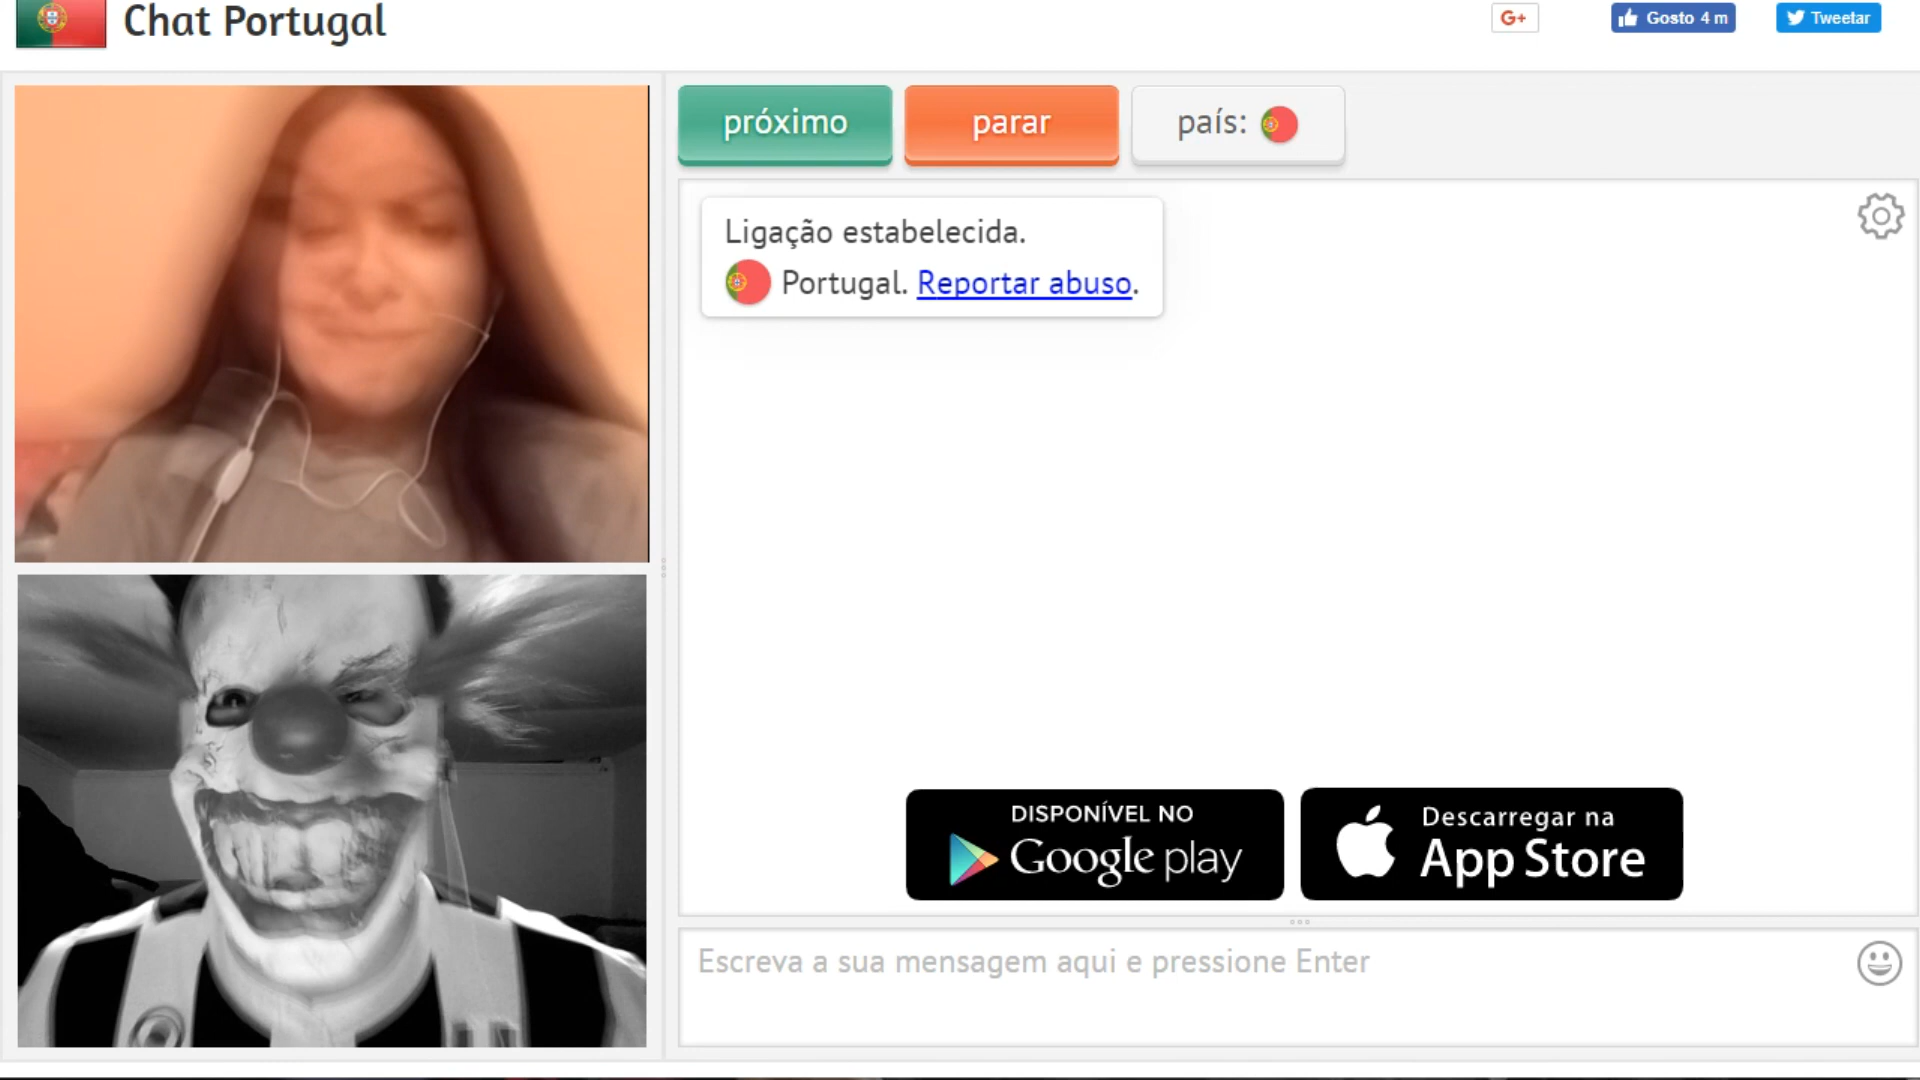 Chat Portugal
G+
Gosto 4 m
Tweetar
próximo
parar
país:
Ligação estabelecida.
Portugal. Reportar abuso.
DISPONÍVEL NO
Google play
Descarregar na
App Store
Escreva a sua mensagem aqui e pressione Enter